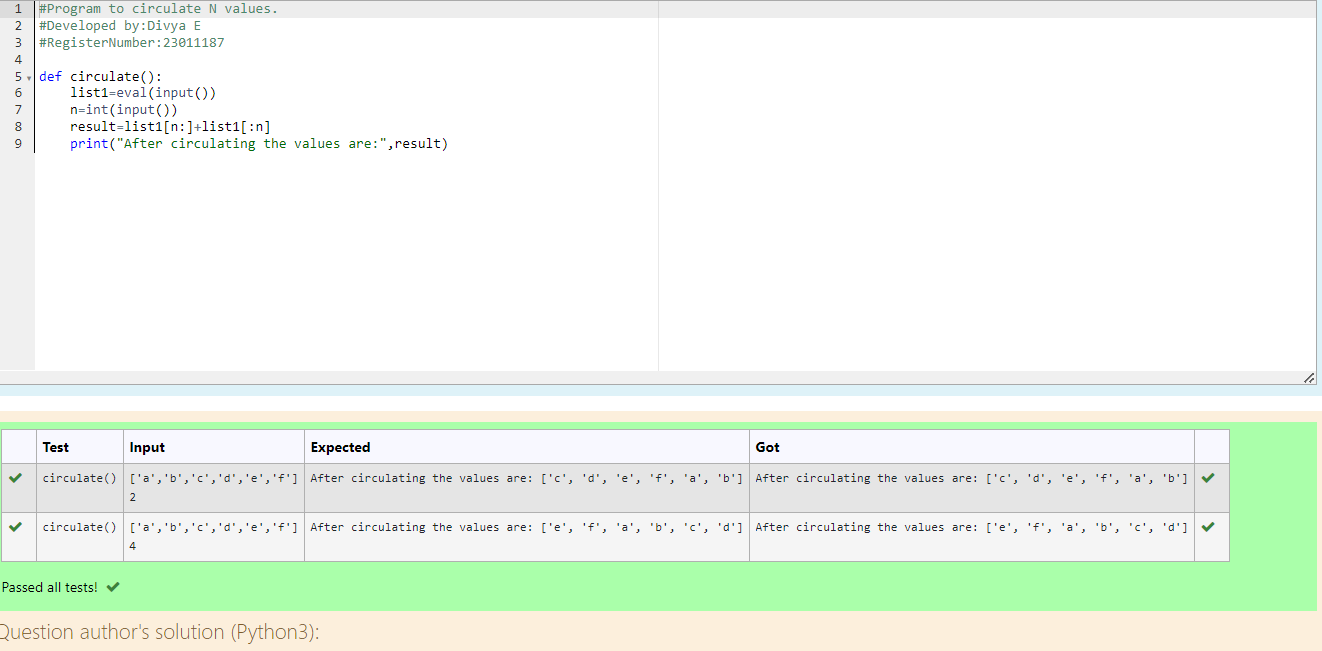 1 #Program to circulate N values.
2 #Developed by:Divya E
3 #RegisterNumber:23011187
4
5 def circulate():
6     list1=eval(input())
7     n=int(input())
8     result=list1[n:]+list1[:n]
9     print("After circulating the values are:",result)
Test Input Expected Got
circulate() ['a','b','c','d','e','f'] After circulating the values are: ['c', 'd', 'e', 'f', 'a', 'b'] After circulating the values are: ['c', 'd', 'e', 'f', 'a', 'b']
2
circulate() ['a','b','c','d','e','f'] After circulating the values are: ['e', 'f', 'a', 'b', 'c', 'd'] After circulating the values are: ['e', 'f', 'a', 'b', 'c', 'd']
4
Passed all tests!
Question author's solution (Python3):